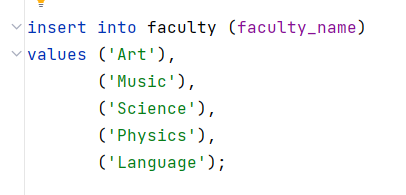 insert into faculty (faculty_name)
values ('Art'),
       ('Music'),
       ('Science'),
       ('Physics'),
       ('Language');